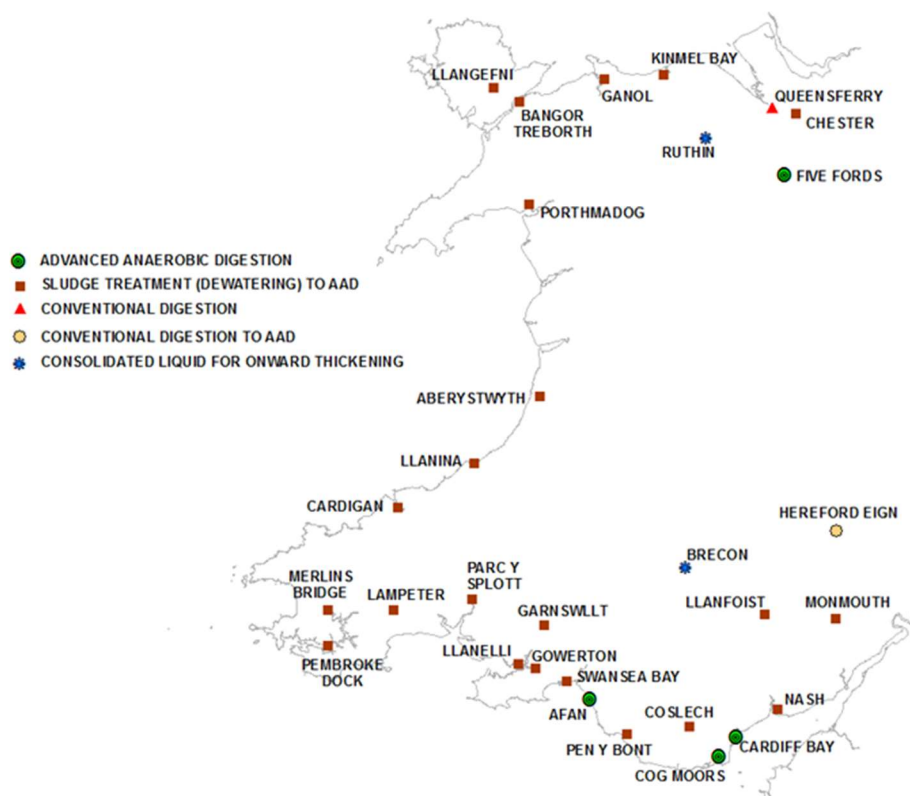 KINMEL BAY
LLANGEFNI
GANOL
QUEENSFERRY
BANGOR
TREBORTH
CHESTER
RUTHIN
FIVE FORDS
PORTHMADOG
ADVANCED ANAEROBIC DIGESTION
SLUDGE TREATMENT (DEWATERING) TO AAD
CONVENTIONAL DIGESTION
CONVENTIONAL DIGESTION TO AAD
CONSOLIDATED LIQUID FOR ONWARD THICKENING
ABERYSTWYTH
LLANINA
CARDIGAN
HEREFORD EIGN
BRECON
PARC Y
SPLOTT
MERLINS
BRIDGE
LAMPETER
GARNSWLLT
LLANFOIST
MONMOUTH
LLANELLI
GOWERTON
PEMBROKE
DOCK
SWANSEA BAY
NASH
AFAN
COSLECH
PEN Y BONT
CARDIFF BAY
COG MOORS